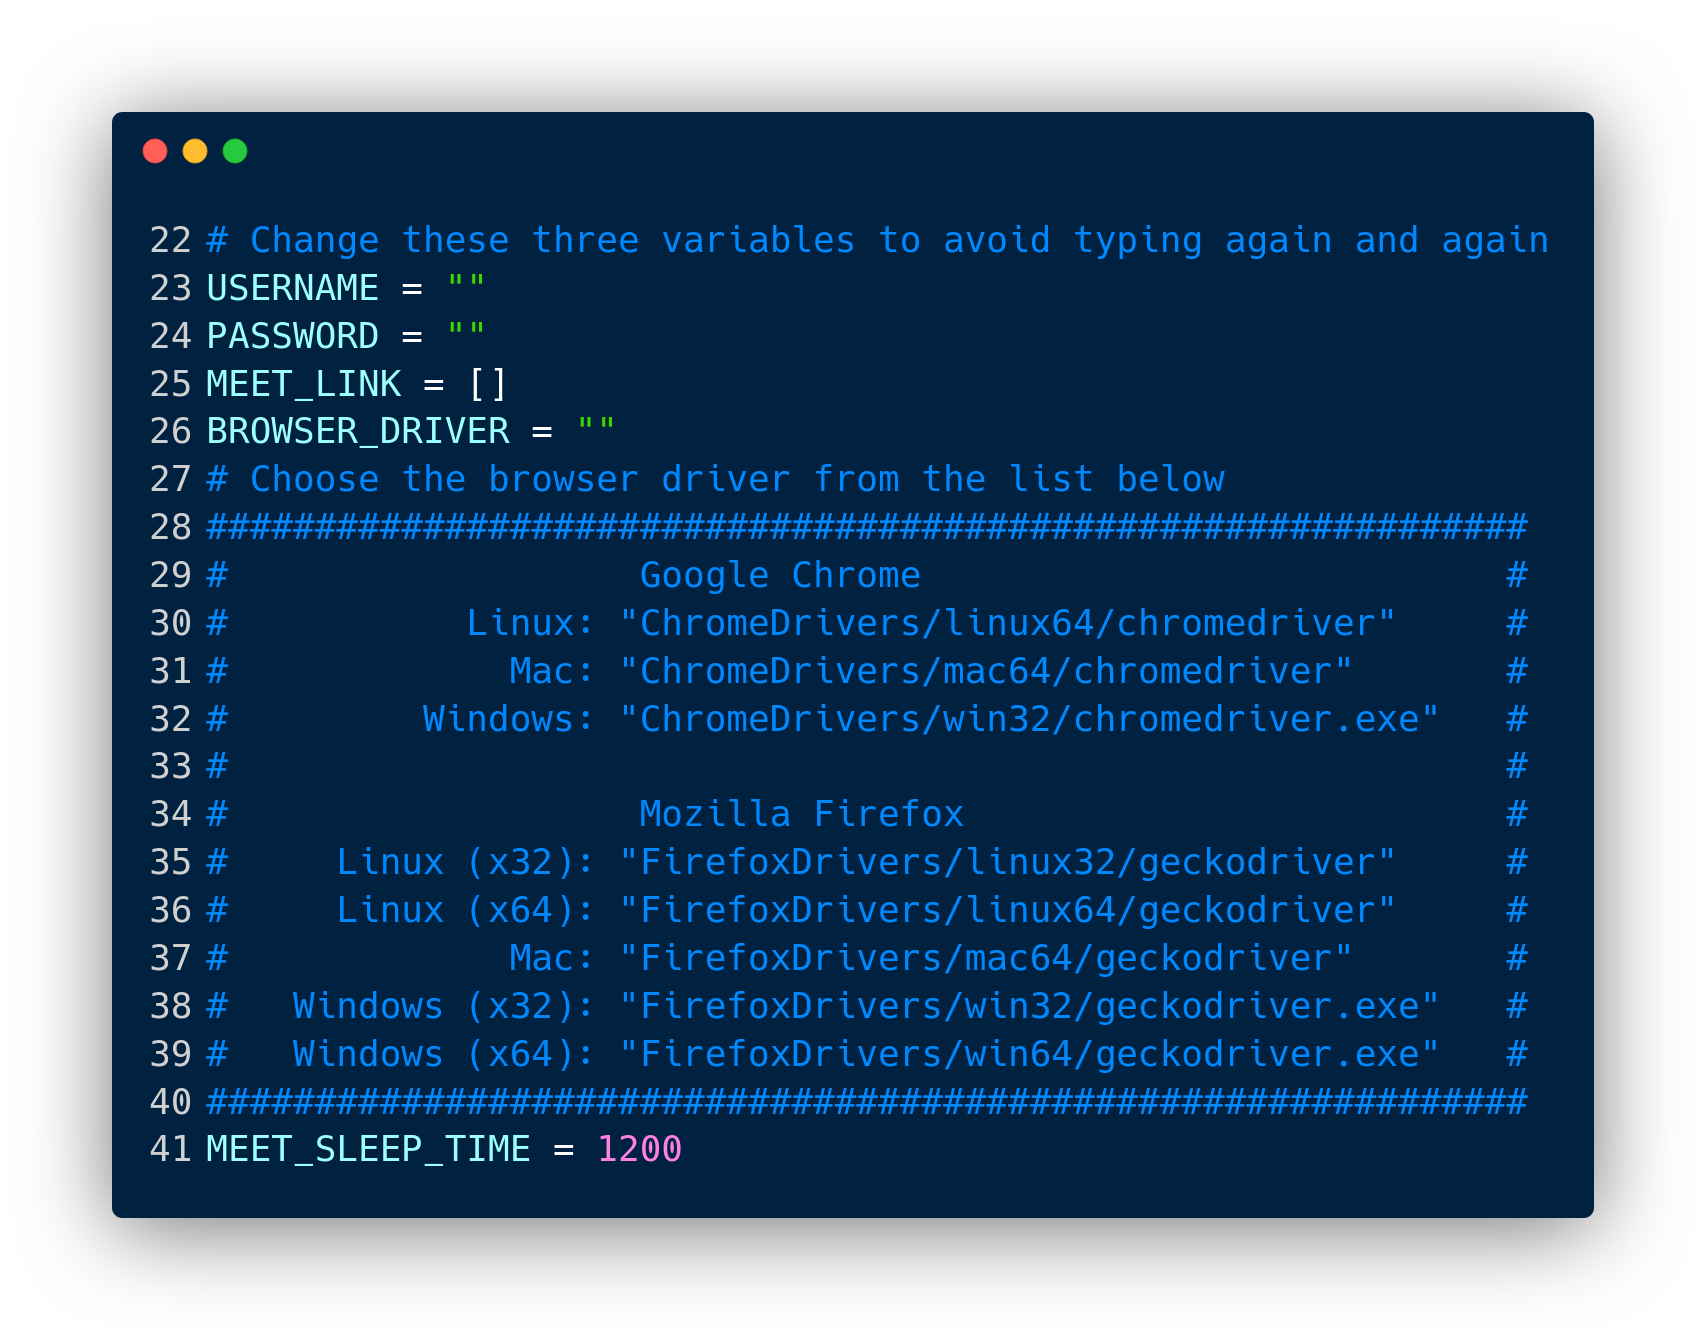 22 # Change these three variables to avoid typing again and again
23 USERNAME = ""
24 PASSWORD = ""
25 MEET_LINK = []
26 BROWSER_DRIVER = ""
27 # Choose the browser driver from the list below
28 #############################################################
29 #                   Google Chrome                           #
30 #           Linux: "ChromeDrivers/linux64/chromedriver"     #
31 #             Mac: "ChromeDrivers/mac64/chromedriver"       #
32 #         Windows: "ChromeDrivers/win32/chromedriver.exe"   #
33 #                                                           #
34 #                   Mozilla Firefox                         #
35 #     Linux (x32): "FirefoxDrivers/linux32/geckodriver"     #
36 #     Linux (x64): "FirefoxDrivers/linux64/geckodriver"     #
37 #             Mac: "FirefoxDrivers/mac64/geckodriver"       #
38 #   Windows (x32): "FirefoxDrivers/win32/geckodriver.exe"   #
39 #   Windows (x64): "FirefoxDrivers/win64/geckodriver.exe"   #
40 #############################################################
41 MEET_SLEEP_TIME = 1200